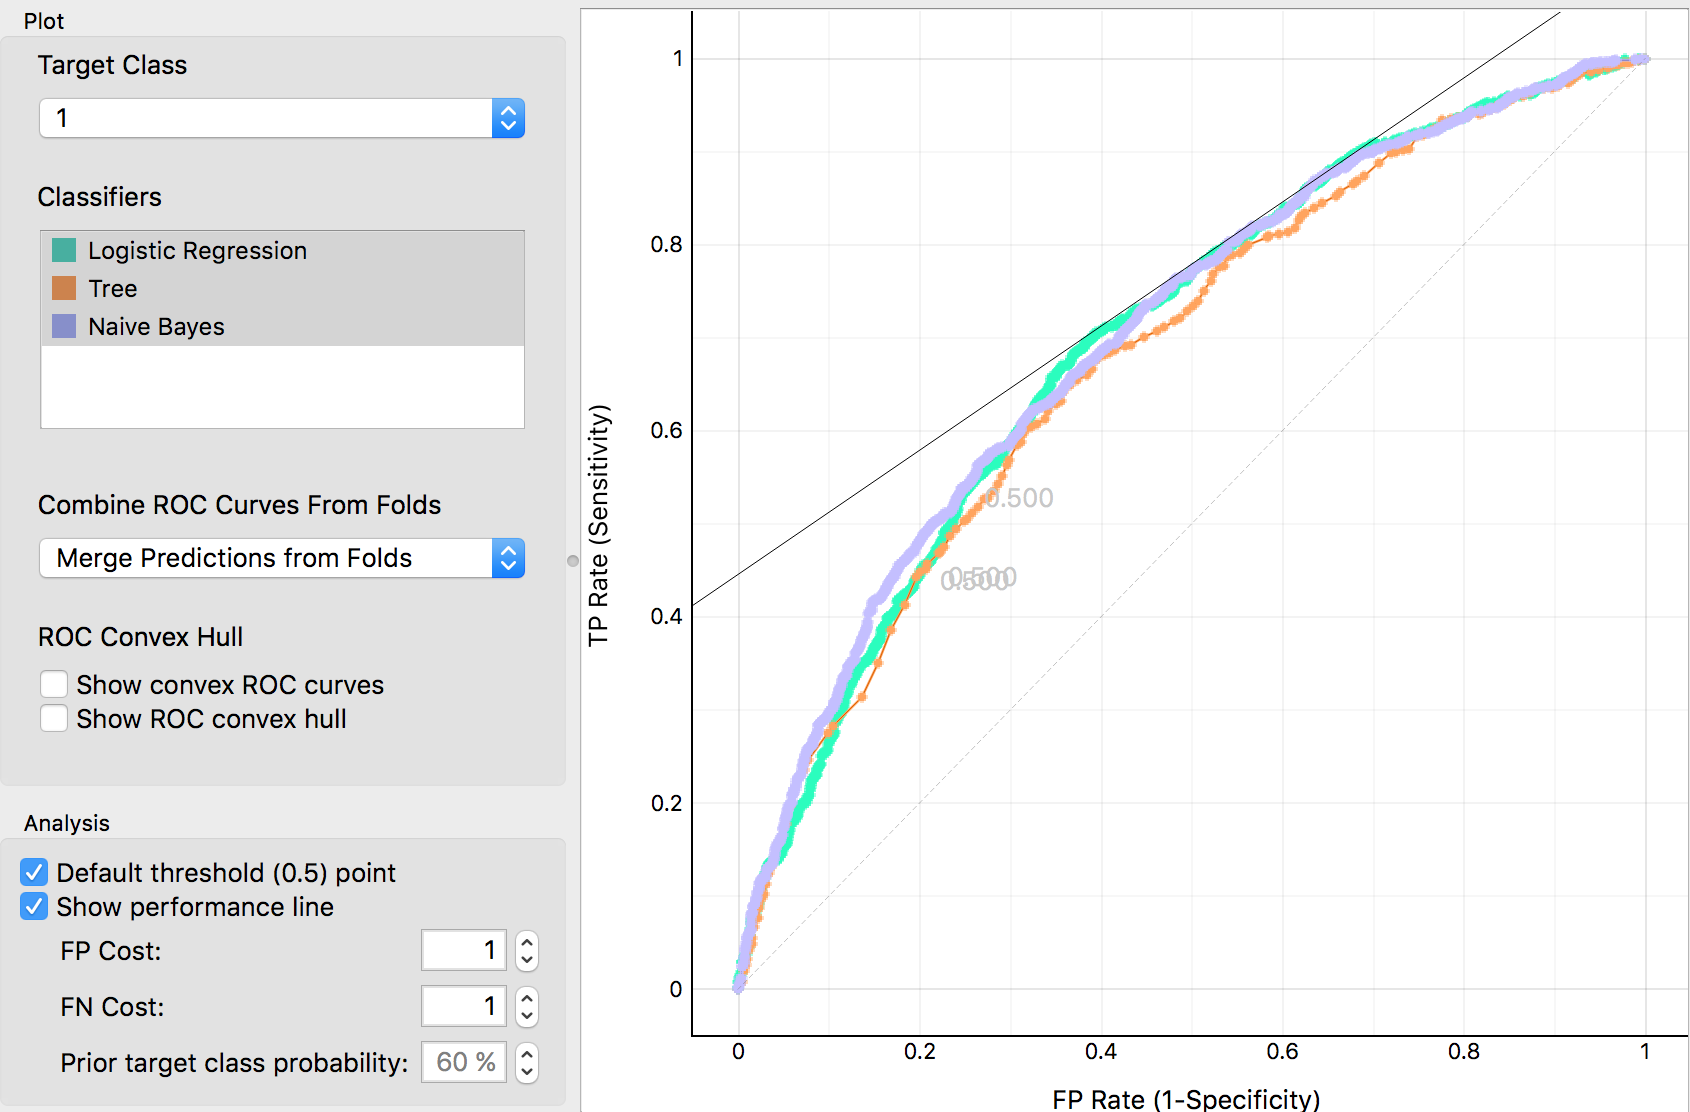 Plot
Target Class
1
Classifiers
Logistic Regression
Tree
Naive Bayes
Combine ROC Curves From Folds
Merge Predictions from Folds
ROC Convex Hull
Show convex ROC curves
Show ROC convex hull
Analysis
Default threshold (0.5) point
Show performance line
FP Cost: 1
FN Cost: 1
Prior target class probability: 60 %
TP Rate (Sensitivity)
1
0.8
0.6
0.4
0.2
0
0.500
0.500
0.500
0 0.2 0.4 0.6 0.8 1
FP Rate (1-Specificity)